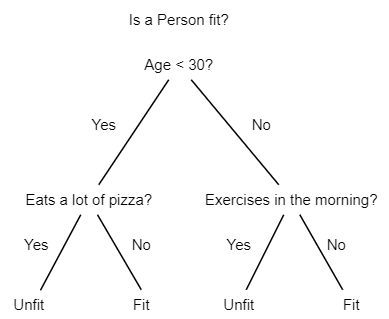 Is a Person fit?
Age < 30?
Yes
No
Eats a lot of pizza?
Exercises in the morning?
Yes
No
Yes
No
Unfit
Fit
Unfit
Fit